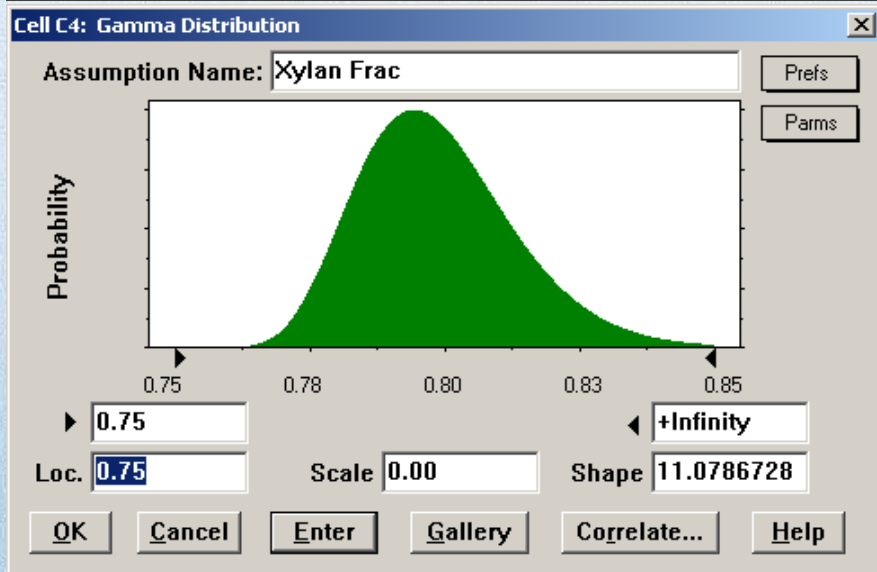 Cell C4: Gamma Distribution
Assumption Name: Xylan Frac
Prefs
Parms
Probability
0.75 0.78 0.80 0.83 0.85
0.75 +Infinity
Loc. 0.75 Scale 0.00 Shape 11.0786728
OK Cancel Enter Gallery Correlate... Help